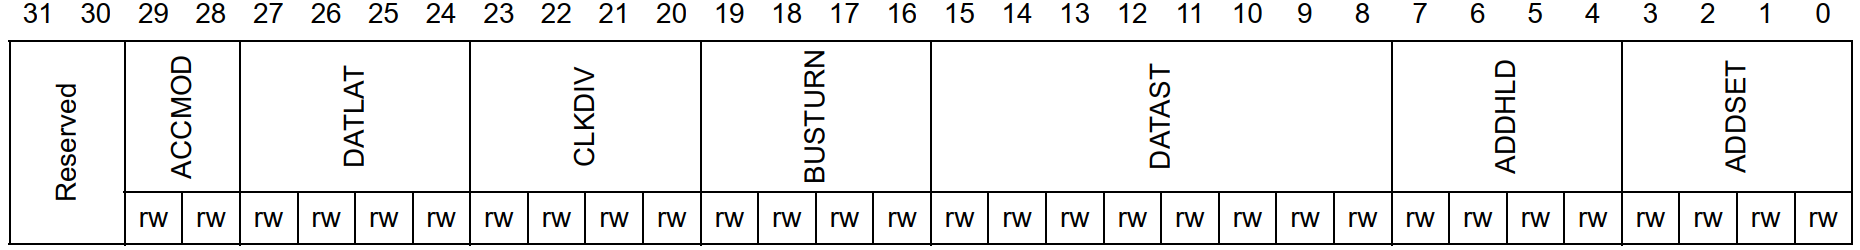 31 30 29 28 27 26 25 24 23 22 21 20 19 18 17 16 15 14 13 12 11 10 9 8 7 6 5 4 3 2 1 0
Reserved ACCMOD DATLAT CLKDIV BUSTURN DATAST ADDHLD ADDSET
rw rw rw rw rw rw rw rw rw rw rw rw rw rw rw rw rw rw rw rw rw rw rw rw rw rw rw rw rw rw